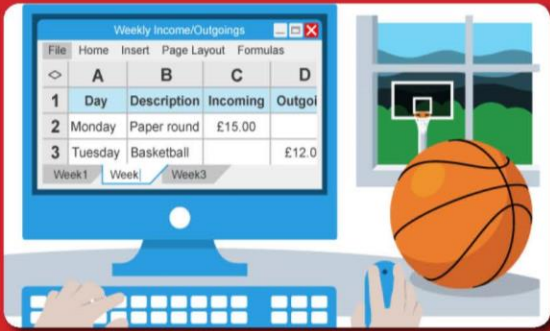 Weekly Income/Outgoings
File Home Insert Page Layout Formulas
A B C D
1 Day Description Incoming Outgoi
2 Monday Paper round £15.00
3 Tuesday Basketball £12.0
Week1 Week Week3